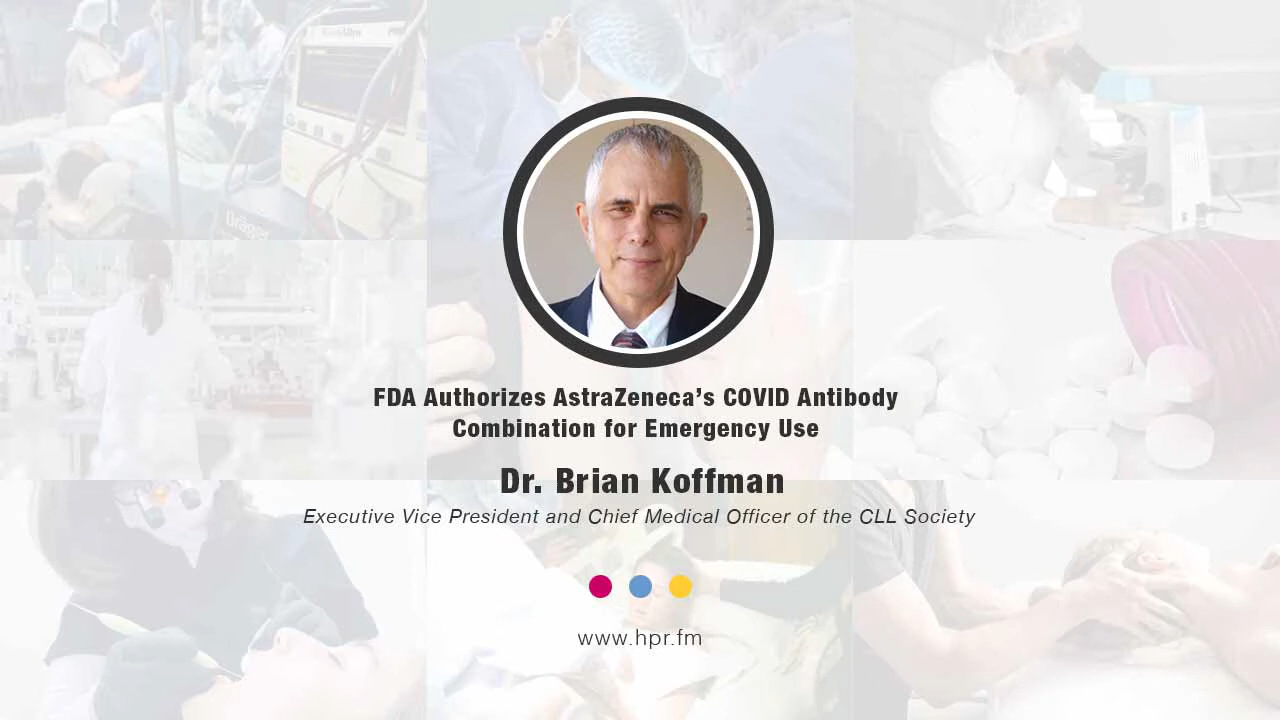 FDA Authorizes AstraZeneca’s COVID Antibody
Combination for Emergency Use
Dr. Brian Koffman
Executive Vice President and Chief Medical Officer of the CLL Society
www.hpr.fm